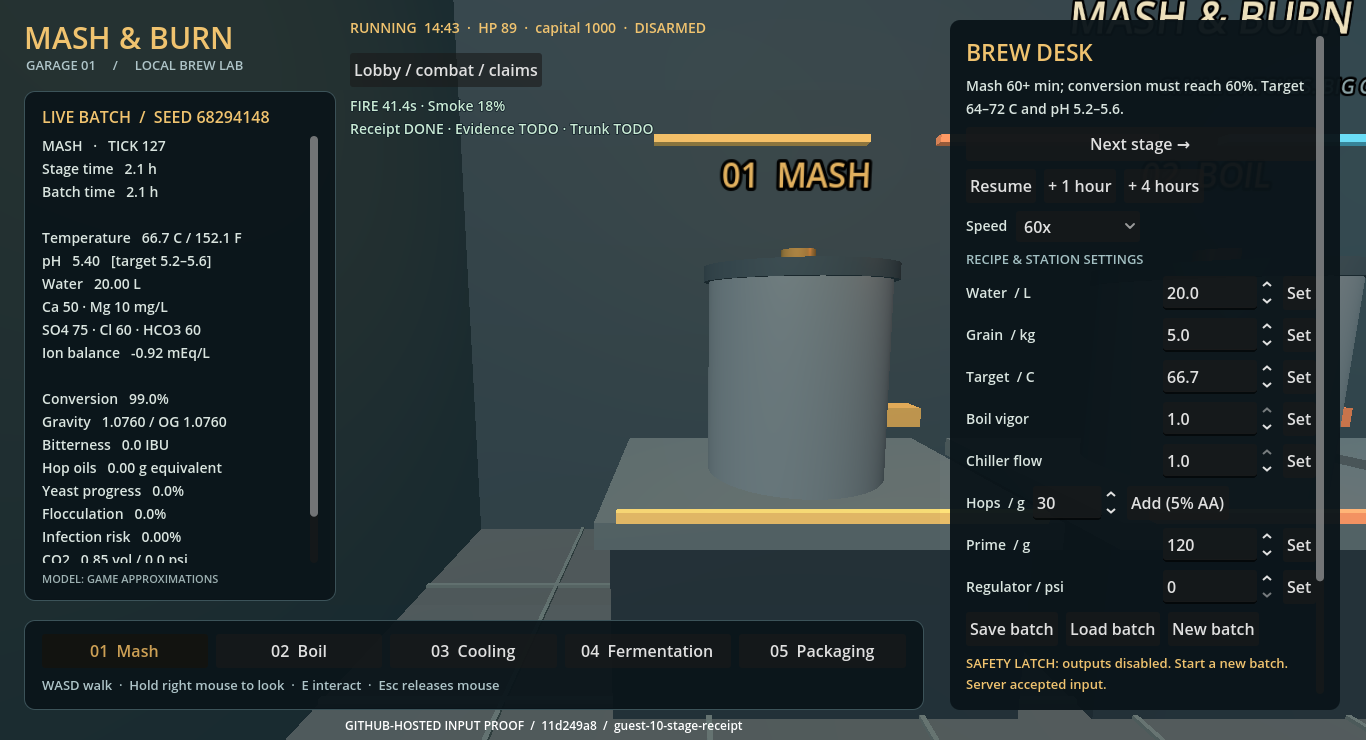 MASH & BURN
GARAGE 01 / LOCAL BREW LAB
LIVE BATCH / SEED 68294148
MASH · TICK 127
Stage time 2.1 h
Batch time 2.1 h
Temperature 66.7 C / 152.1 F
pH 5.40 [target 5.2–5.6]
Water 20.00 L
Ca 50 · Mg 10 mg/L
SO4 75 · Cl 60 · HCO3 60
Ion balance -0.92 mEq/L
Conversion 99.0%
Gravity 1.0760 / OG 1.0760
Bitterness 0.0 IBU
Hop oils 0.00 g equivalent
Yeast progress 0.0%
Flocculation 0.0%
Infection risk 0.00%
CO2 0.85 vol / 0.0 psi
MODEL: GAME APPROXIMATIONS
RUNNING 14:43 · HP 89 · capital 1000 · DISARMED
Lobby / combat / claims
FIRE 41.4s · Smoke 18%
Receipt DONE · Evidence TODO · Trunk TODO
01 MASH
MASH & BURN
02 BOIL
BREW DESK
Mash 60+ min; conversion must reach 60%. Target
64–72 C and pH 5.2–5.6.
Next stage →
Resume + 1 hour + 4 hours
Speed 60x
RECIPE & STATION SETTINGS
Water / L 20.0 Set
Grain / kg 5.0 Set
Target / C 66.7 Set
Boil vigor 1.0 Set
Chiller flow 1.0 Set
Hops / g 30 Add (5% AA)
Prime / g 120 Set
Regulator / psi 0 Set
Save batch Load batch New batch
SAFETY LATCH: outputs disabled. Start a new batch.
Server accepted input.
01 Mash 02 Boil 03 Cooling 04 Fermentation 05 Packaging
WASD walk · Hold right mouse to look · E interact · Esc releases mouse
GITHUB-HOSTED INPUT PROOF / 11d249a8 / guest-10-stage-receipt